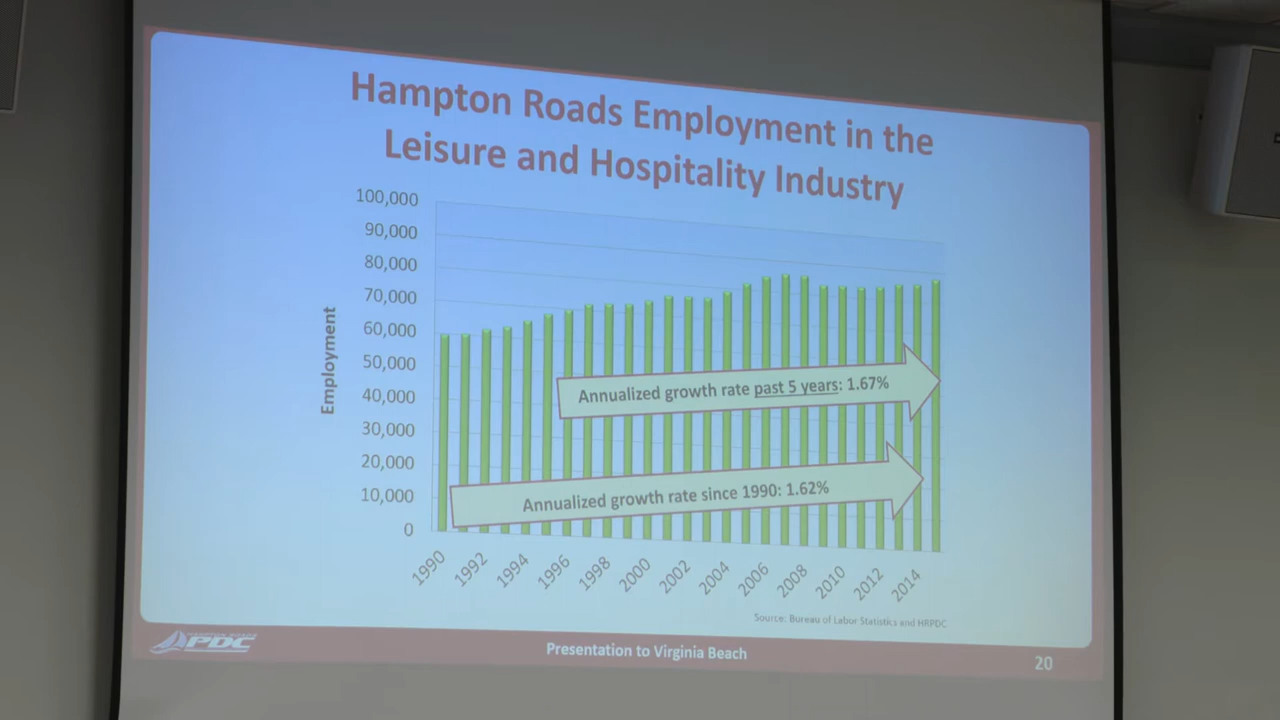 Hampton Roads Employment in the
Leisure and Hospitality Industry
100,000
90,000
80,000
70,000
60,000
50,000
40,000
30,000
20,000
10,000
0
Employment
Annualized growth rate past 5 years: 1.67%
Annualized growth rate since 1990: 1.62%
1990
1992
1994
1996
1998
2000
2002
2004
2006
2008
2010
2012
2014
Source: Bureau of Labor Statistics and HRPDC
HAMPTON ROADS
PDC
Presentation to Virginia Beach
20